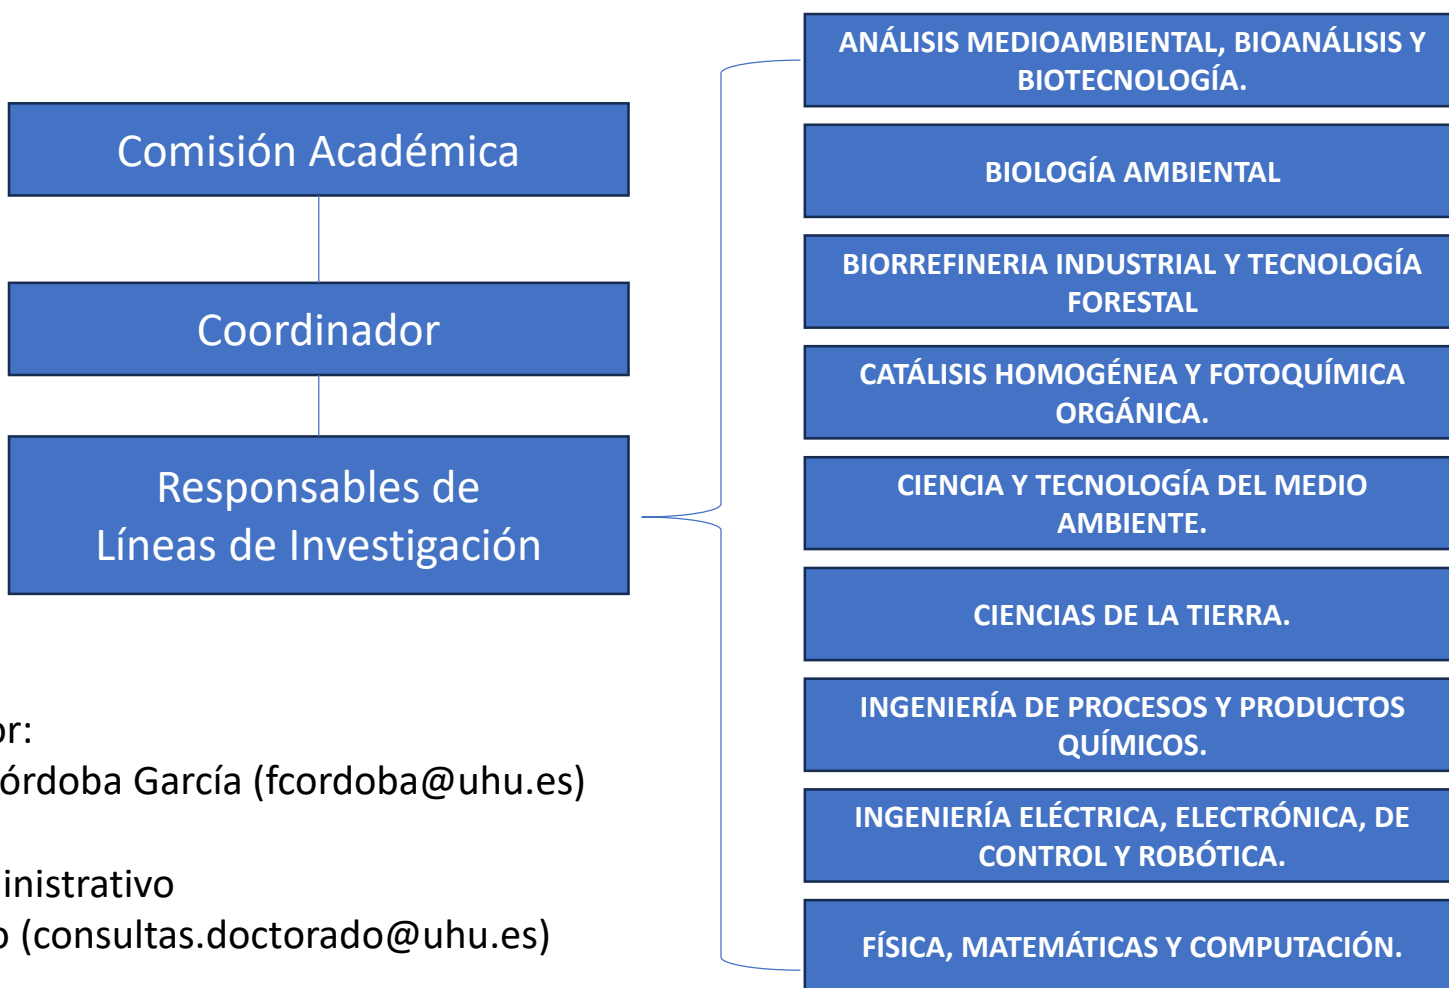 Comisión Académica
Coordinador
Responsables de
Líneas de Investigación
or:
órdoba García (fcordoba@uhu.es)
inistrativo
o (consultas.doctorado@uhu.es)
ANÁLISIS MEDIOAMBIENTAL, BIOANÁLISIS Y
BIOTECNOLOGÍA.
BIOLOGÍA AMBIENTAL
BIORREFINERIA INDUSTRIAL Y TECNOLOGÍA
FORESTAL
CATÁLISIS HOMOGÉNEA Y FOTOQUÍMICA
ORGÁNICA.
CIENCIA Y TECNOLOGÍA DEL MEDIO
AMBIENTE.
CIENCIAS DE LA TIERRA.
INGENIERÍA DE PROCESOS Y PRODUCTOS
QUÍMICOS.
INGENIERÍA ELÉCTRICA, ELECTRÓNICA, DE
CONTROL Y ROBÓTICA.
FÍSICA, MATEMÁTICAS Y COMPUTACIÓN.